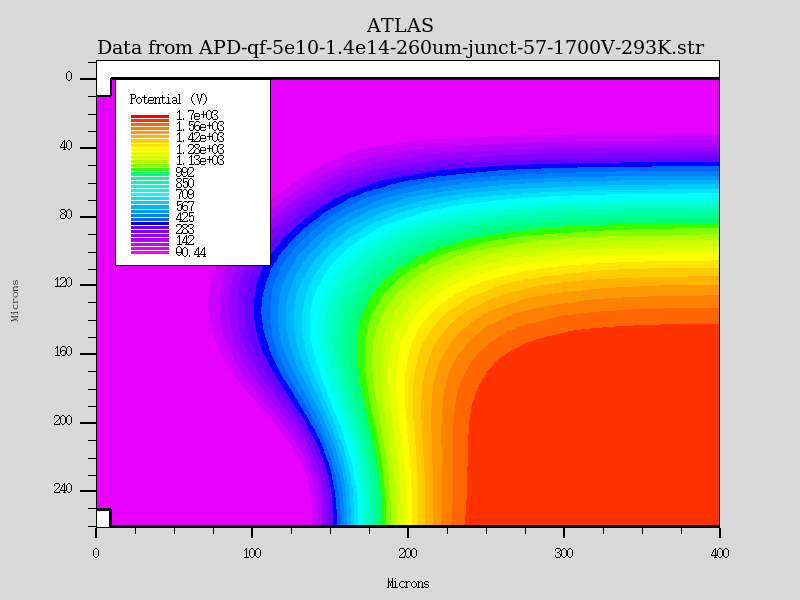 ATLAS
Data from APD-qf-5e10-1.4e14-260um-junct-57-1700V-293K.str
0
40
80
120
160
200
240
Microns
Potential (V)
1.7e+03
1.56e+03
1.42e+03
1.28e+03
1.13e+03
992
850
709
567
425
283
142
0 100 200 300 400
Microns